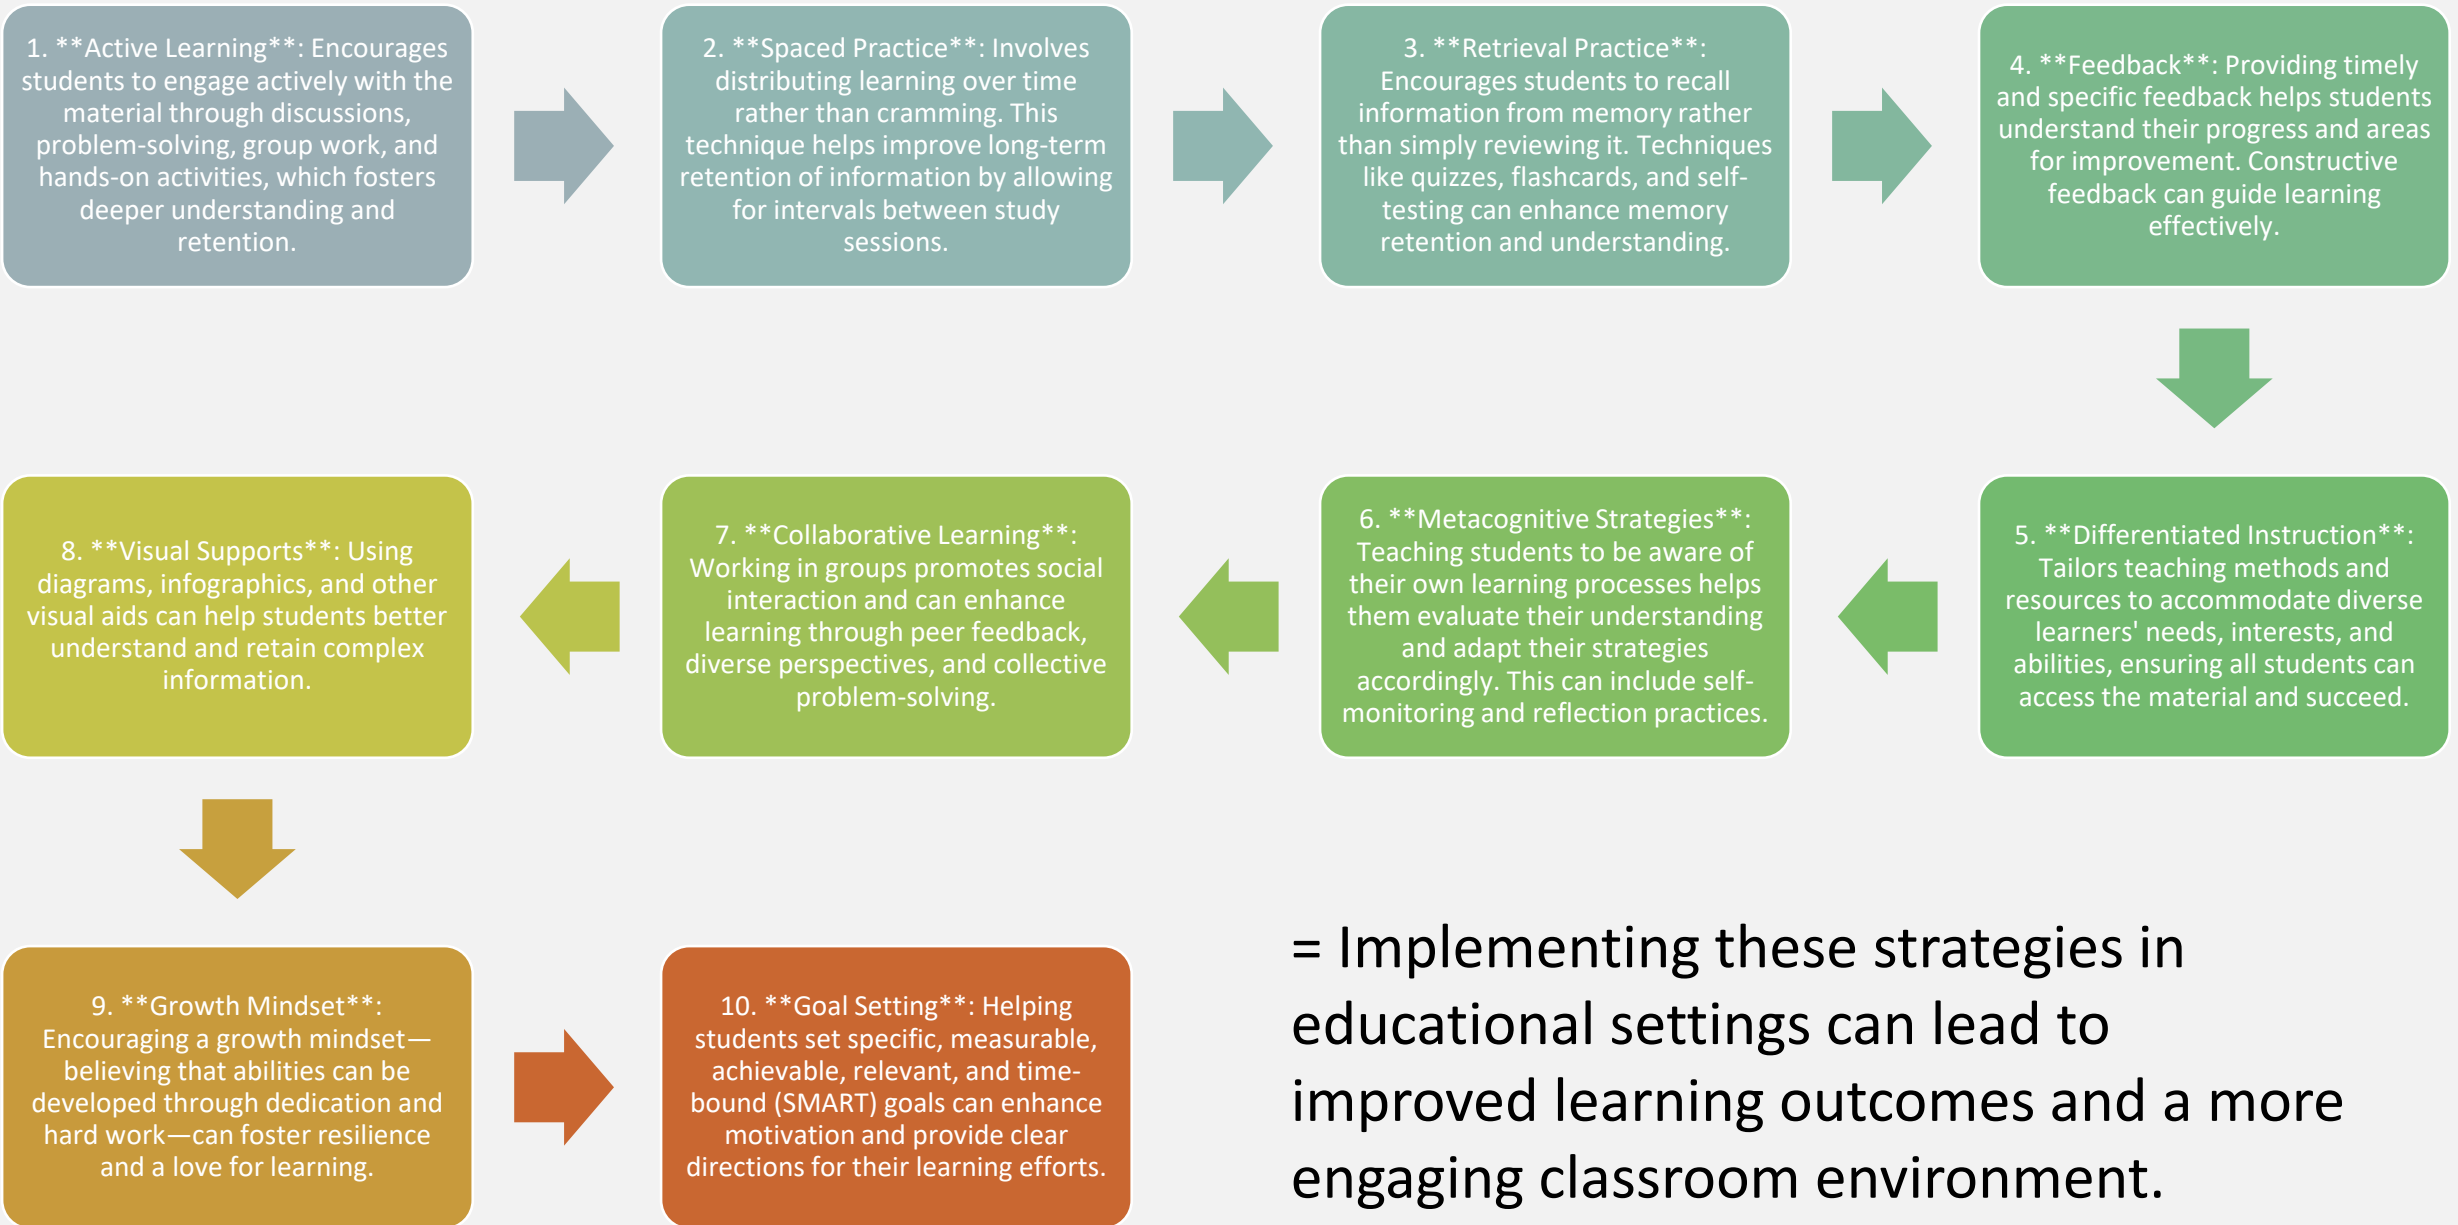 1. **Active Learning**: Encourages
students to engage actively with the
material through discussions,
problem-solving, group work, and
hands-on activities, which fosters
deeper understanding and
retention.
2. **Spaced Practice**: Involves
distributing learning over time
rather than cramming. This
technique helps improve long-term
retention of information by allowing
for intervals between study
sessions.
3. **Retrieval Practice**:
Encourages students to recall
information from memory rather
than simply reviewing it. Techniques
like quizzes, flashcards, and self-
testing can enhance memory
retention and understanding.
4. **Feedback**: Providing timely
and specific feedback helps students
understand their progress and areas
for improvement. Constructive
feedback can guide learning
effectively.
5. **Differentiated Instruction**:
Tailors teaching methods and
resources to accommodate diverse
learners' needs, interests, and
abilities, ensuring all students can
access the material and succeed.
6. **Metacognitive Strategies**:
Teaching students to be aware of
their own learning processes helps
them evaluate their understanding
and adapt their strategies
accordingly. This can include self-
monitoring and reflection practices.
7. **Collaborative Learning**:
Working in groups promotes social
interaction and can enhance
learning through peer feedback,
diverse perspectives, and collective
problem-solving.
8. **Visual Supports**: Using
diagrams, infographics, and other
visual aids can help students better
understand and retain complex
information.
9. **Growth Mindset**:
Encouraging a growth mindset—
believing that abilities can be
developed through dedication and
hard work—can foster resilience
and a love for learning.
10. **Goal Setting**: Helping
students set specific, measurable,
achievable, relevant, and time-
bound (SMART) goals can enhance
motivation and provide clear
directions for their learning efforts.
= Implementing these strategies in
educational settings can lead to
improved learning outcomes and a more
engaging classroom environment.